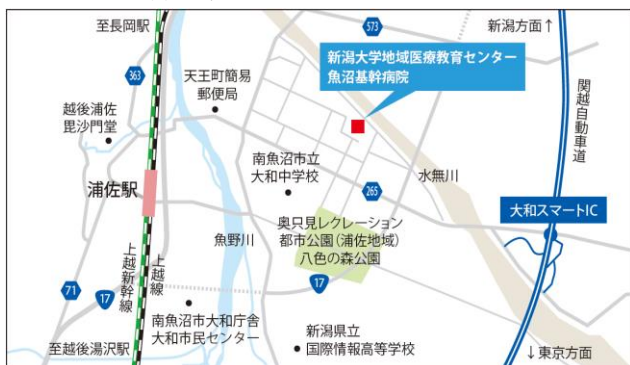 至長岡駅
573
新潟方面↑
新潟大学地域医療教育センター
魚沼基幹病院
363
天王町簡易
郵便局
関越自動車道
越後浦佐
毘沙門堂
南魚沼市立
大和中学校
水無川
265
浦佐駅
大和スマートIC
奥只見レクレーション
都市公園(浦佐地域)
八色の森公園
魚野川
上越新幹線
上越線
71
17
17
南魚沼市大和庁舎
大和市民センター
新潟県立
国際情報高等学校
至越後湯沢駅
↓東京方面